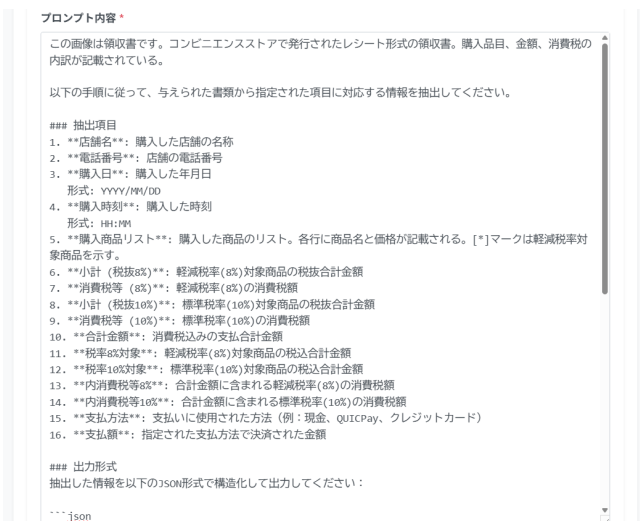 プロンプト内容 *
この画像は領収書です。コンビニエンスストアで発行されたレシート形式の領収書。購入品目、金額、消費税の
内訳が記載されている。
以下の手順に従って、与えられた書類から指定された項目に対応する情報を抽出してください。
### 抽出項目
1. **店舗名**: 購入した店舗の名称
2. **電話番号**: 店舗の電話番号
3. **購入日**: 購入した年月日
形式: YYYY/MM/DD
4. **購入時刻**: 購入した時刻
形式: HH:MM
5. **購入商品リスト**: 購入した商品のリスト。各行に商品名と価格が記載される。[*]マークは軽減税率対
象商品を示す。
6. **小計 (税抜8%)**: 軽減税率(8%)対象商品の税抜合計金額
7. **消費税等 (8%)**: 軽減税率(8%)の消費税額
8. **小計 (税抜10%)**: 標準税率(10%)対象商品の税抜合計金額
9. **消費税等 (10%)**: 標準税率(10%)の消費税額
10. **合計金額**: 消費税込みの支払合計金額
11. **税率8%対象**: 軽減税率(8%)対象商品の税込合計金額
12. **税率10%対象**: 標準税率(10%)対象商品の税込合計金額
13. **内消費税等8%**: 合計金額に含まれる軽減税率(8%)の消費税額
14. **内消費税等10%**: 合計金額に含まれる標準税率(10%)の消費税額
15. **支払方法**: 支払いに使用された方法（例：現金、QUICPay、クレジットカード）
16. **支払額**: 指定された支払方法で決済された金額
### 出力形式
抽出した情報を以下のJSON形式で構造化して出力してください：
```json